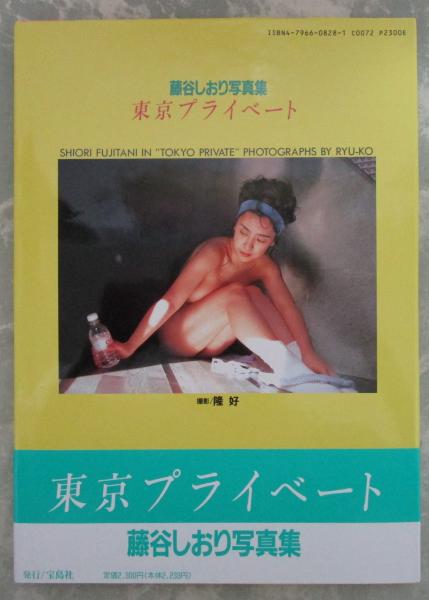 ISBN4-7966-0828-1 C0072 P2300E
藤谷しおり写真集
東京プライベート
SHIORI FUJITANI IN "TOKYO PRIVATE" PHOTOGRAPHS BY RYU-KO
撮影/隆 好
東京プライベート
藤谷しおり写真集
発行/宝島社 定価2,300円(本体2,233円)